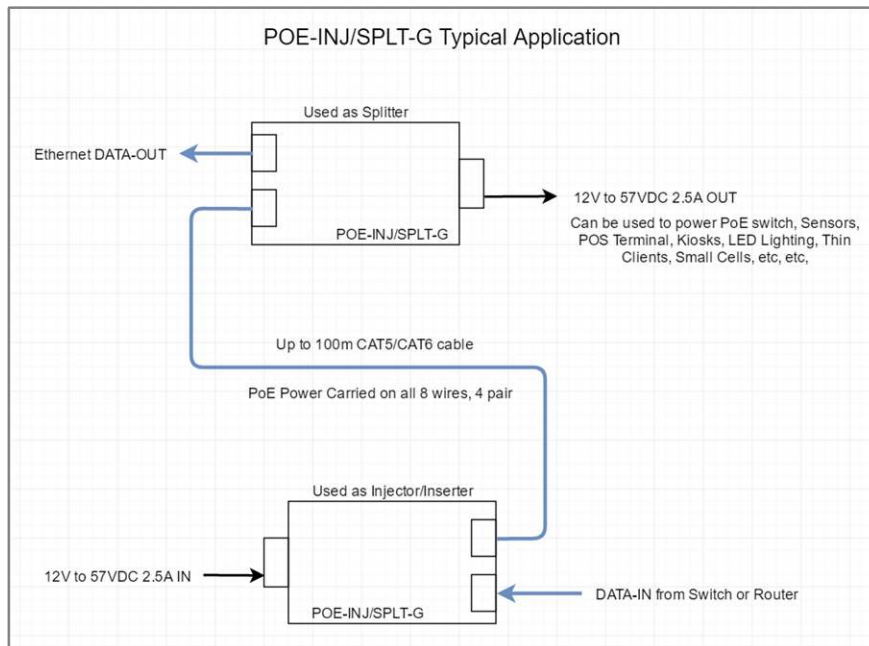 POE-INJ/SPLT-G Typical Application
Used as Splitter
Ethernet DATA-OUT
12V to 57VDC 2.5A OUT
Can be used to power PoE switch, Sensors,
POS Terminal, Kiosks, LED Lighting, Thin
Clients, Small Cells, etc, etc,
POE-INJ/SPLT-G
Up to 100m CAT5/CAT6 cable
PoE Power Carried on all 8 wires, 4 pair
Used as Injector/Inserter
12V to 57VDC 2.5A IN
DATA-IN from Switch or Router
POE-INJ/SPLT-G